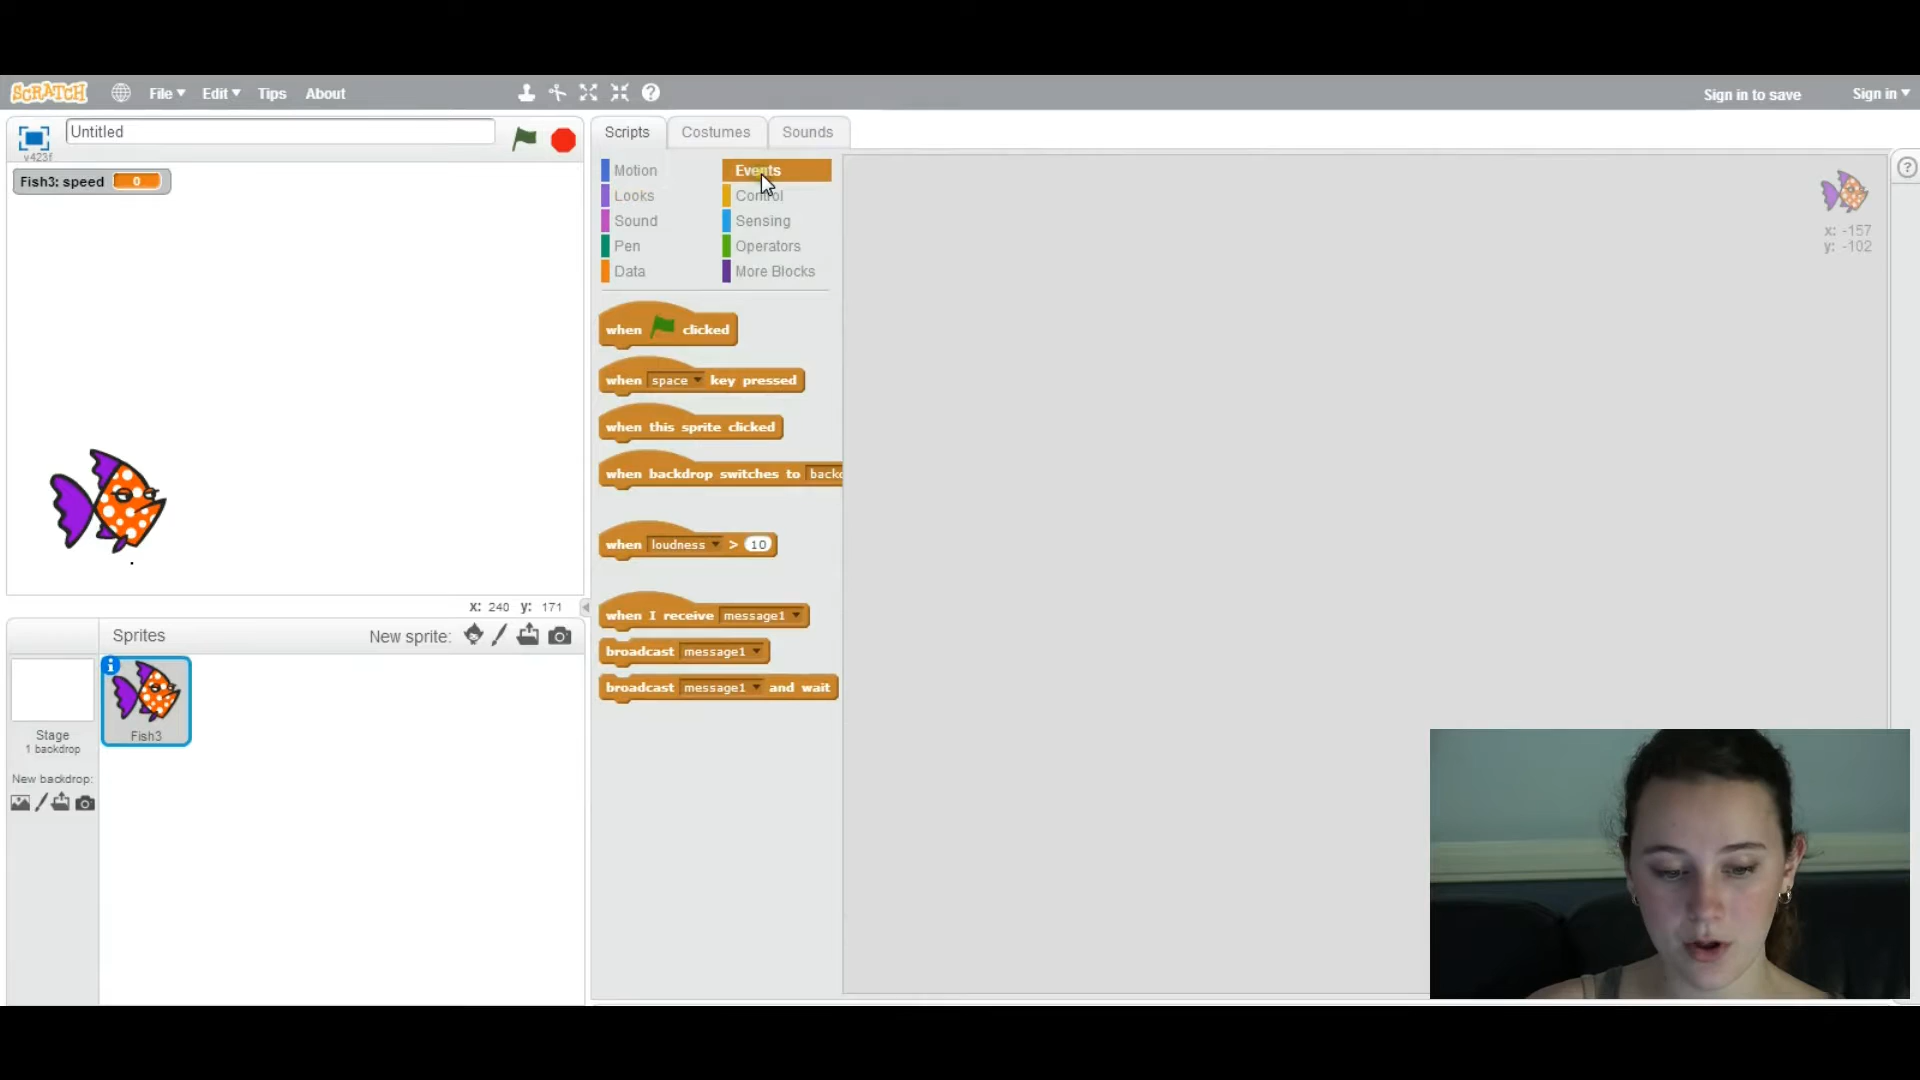 SCRATCH File Edit Tips About Sign in to save Sign in
v423f
Untitled
Fish3: speed 0
x: 240 y: 171
Sprites New sprite:
Fish3
Stage
1 backdrop
New backdrop:
Scripts Costumes Sounds
Motion Events
Looks Control
Sound Sensing
Pen Operators
Data More Blocks
when clicked
when space key pressed
when this sprite clicked
when backdrop switches to backd
when loudness > 10
when I receive message1
broadcast message1
broadcast message1 and wait
x: -157
y: -102